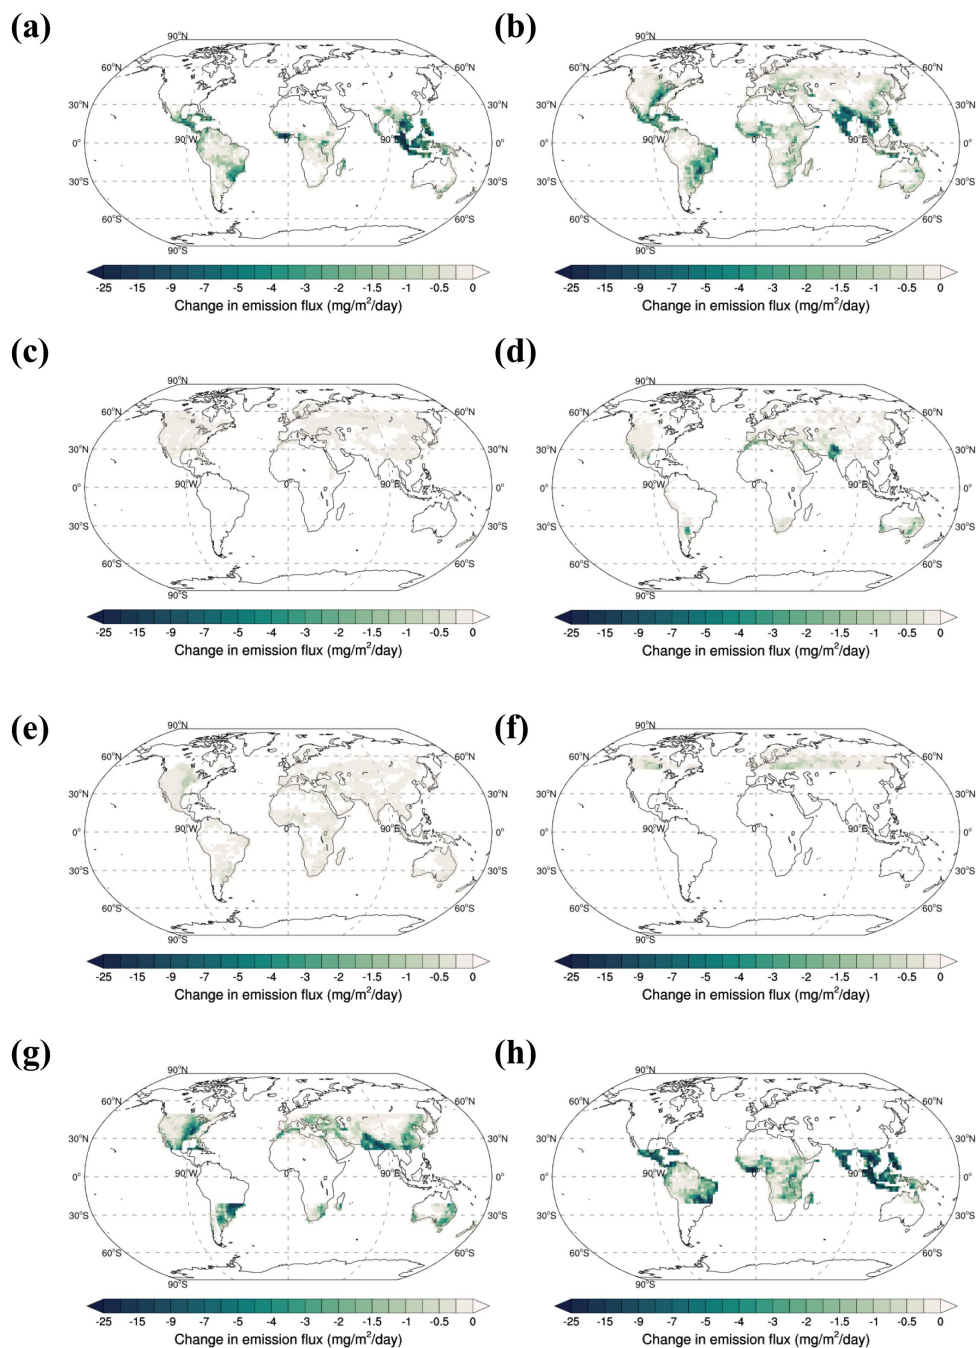 (a)
90°N
60°N 60°N
30°N 30°N
0° 90°W 0° 90°E 0°
30°S 30°S
60°S 60°S
90°S
-25 -15 -9 -7 -5 -4 -3 -2 -1.5 -1 -0.5 0
Change in emission flux (mg/m²/day)
(b)
90°N
60°N 60°N
30°N 30°N
0° 90°W 0° 90°E 0°
30°S 30°S
60°S 60°S
90°S
-25 -15 -9 -7 -5 -4 -3 -2 -1.5 -1 -0.5 0
Change in emission flux (mg/m²/day)
(c)
90°N
60°N 60°N
30°N 30°N
0° 90°W 0° 90°E 0°
30°S 30°S
60°S 60°S
90°S
-25 -15 -9 -7 -5 -4 -3 -2 -1.5 -1 -0.5 0
Change in emission flux (mg/m²/day)
(d)
90°N
60°N 60°N
30°N 30°N
0° 90°W 0° 90°E 0°
30°S 30°S
60°S 60°S
90°S
-25 -15 -9 -7 -5 -4 -3 -2 -1.5 -1 -0.5 0
Change in emission flux (mg/m²/day)
(e)
90°N
60°N 60°N
30°N 30°N
0° 90°W 0° 90°E 0°
30°S 30°S
60°S 60°S
90°S
-25 -15 -9 -7 -5 -4 -3 -2 -1.5 -1 -0.5 0
Change in emission flux (mg/m²/day)
(f)
90°N
60°N 60°N
30°N 30°N
0° 90°W 0° 90°E 0°
30°S 30°S
60°S 60°S
90°S
-25 -15 -9 -7 -5 -4 -3 -2 -1.5 -1 -0.5 0
Change in emission flux (mg/m²/day)
(g)
90°N
60°N 60°N
30°N 30°N
0° 90°W 0° 90°E 0°
30°S 30°S
60°S 60°S
90°S
-25 -15 -9 -7 -5 -4 -3 -2 -1.5 -1 -0.5 0
Change in emission flux (mg/m²/day)
(h)
90°N
60°N 60°N
30°N 30°N
0° 90°W 0° 90°E 0°
30°S 30°S
60°S 60°S
90°S
-25 -15 -9 -7 -5 -4 -3 -2 -1.5 -1 -0.5 0
Change in emission flux (mg/m²/day)